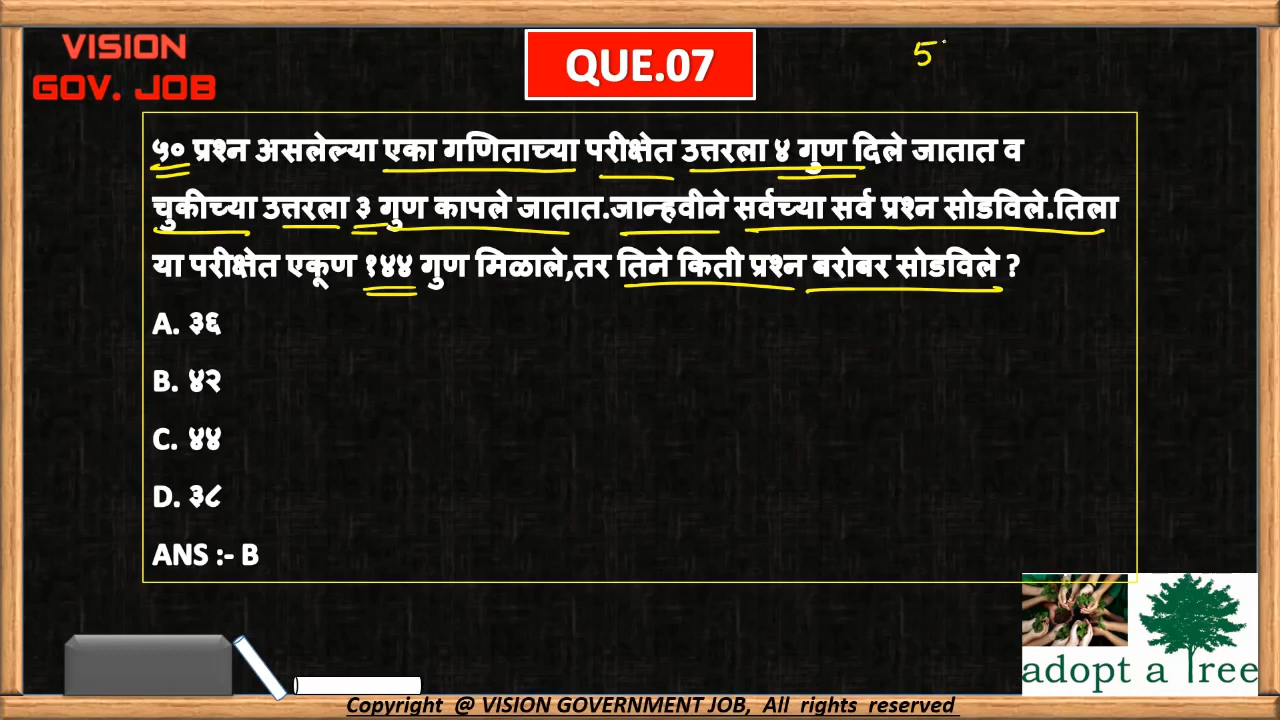 VISION
GOV. JOB
QUE.07
5
५० प्रश्न असलेल्या एका गणिताच्या परीक्षेत उत्तरला ४ गुण दिले जातात व
चुकीच्या उत्तरला ३ गुण कापले जातात.जान्हवीने सर्वच्या सर्व प्रश्न सोडविले.तिला
या परीक्षेत एकूण १४४ गुण मिळाले,तर तिने किती प्रश्न बरोबर सोडविले ?
A. ३६
B. ४२
C. ४४
D. ३८
ANS :- B
adopt a Tree
Copyright @ VISION GOVERNMENT JOB, All rights reserved